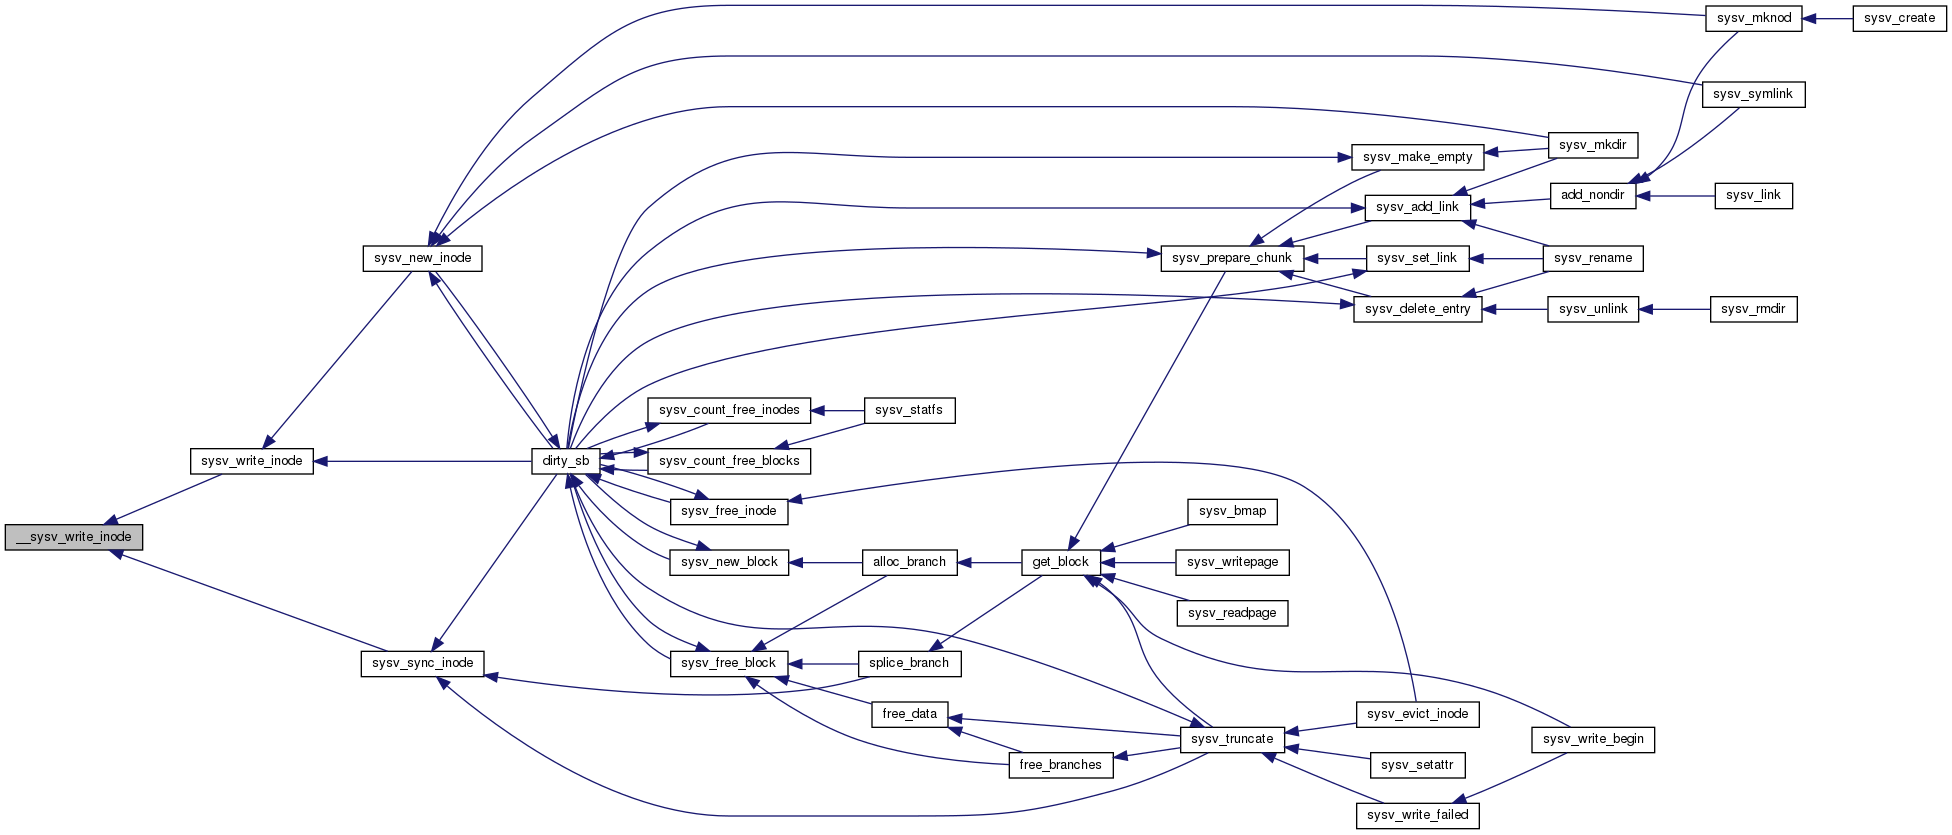 sysv_mknod
sysv_create
sysv_symlink
sysv_mkdir
sysv_make_empty
add_nondir
sysv_link
sysv_add_link
sysv_new_inode
sysv_prepare_chunk
sysv_set_link
sysv_rename
sysv_delete_entry
sysv_unlink
sysv_rmdir
sysv_count_free_inodes
sysv_statfs
sysv_write_inode
dirty_sb
sysv_count_free_blocks
sysv_free_inode
sysv_bmap
__sysv_write_inode
sysv_new_block
alloc_branch
get_block
sysv_writepage
sysv_readpage
sysv_sync_inode
sysv_free_block
splice_branch
free_data
sysv_evict_inode
sysv_truncate
sysv_write_begin
free_branches
sysv_setattr
sysv_write_failed